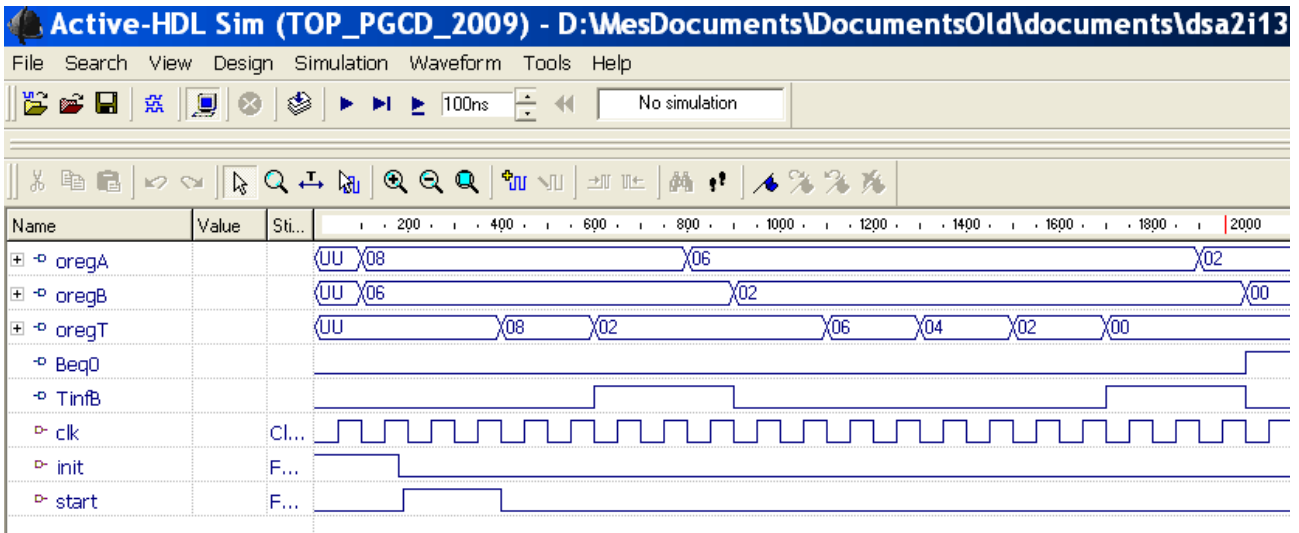 Active-HDL Sim (TOP_PGCD_2009) - D:\MesDocuments\DocumentsOld\documents\dsa2i13
File Search View Design Simulation Waveform Tools Help
100ns No simulation
Name Value Sti... 200 400 600 800 1000 1200 1400 1600 1800 2000
oregA UU 08 06 02
oregB UU 06 02 00
oregT UU 08 02 06 04 02 00
Beq0
TinfB
clk Cl...
init F...
start F...